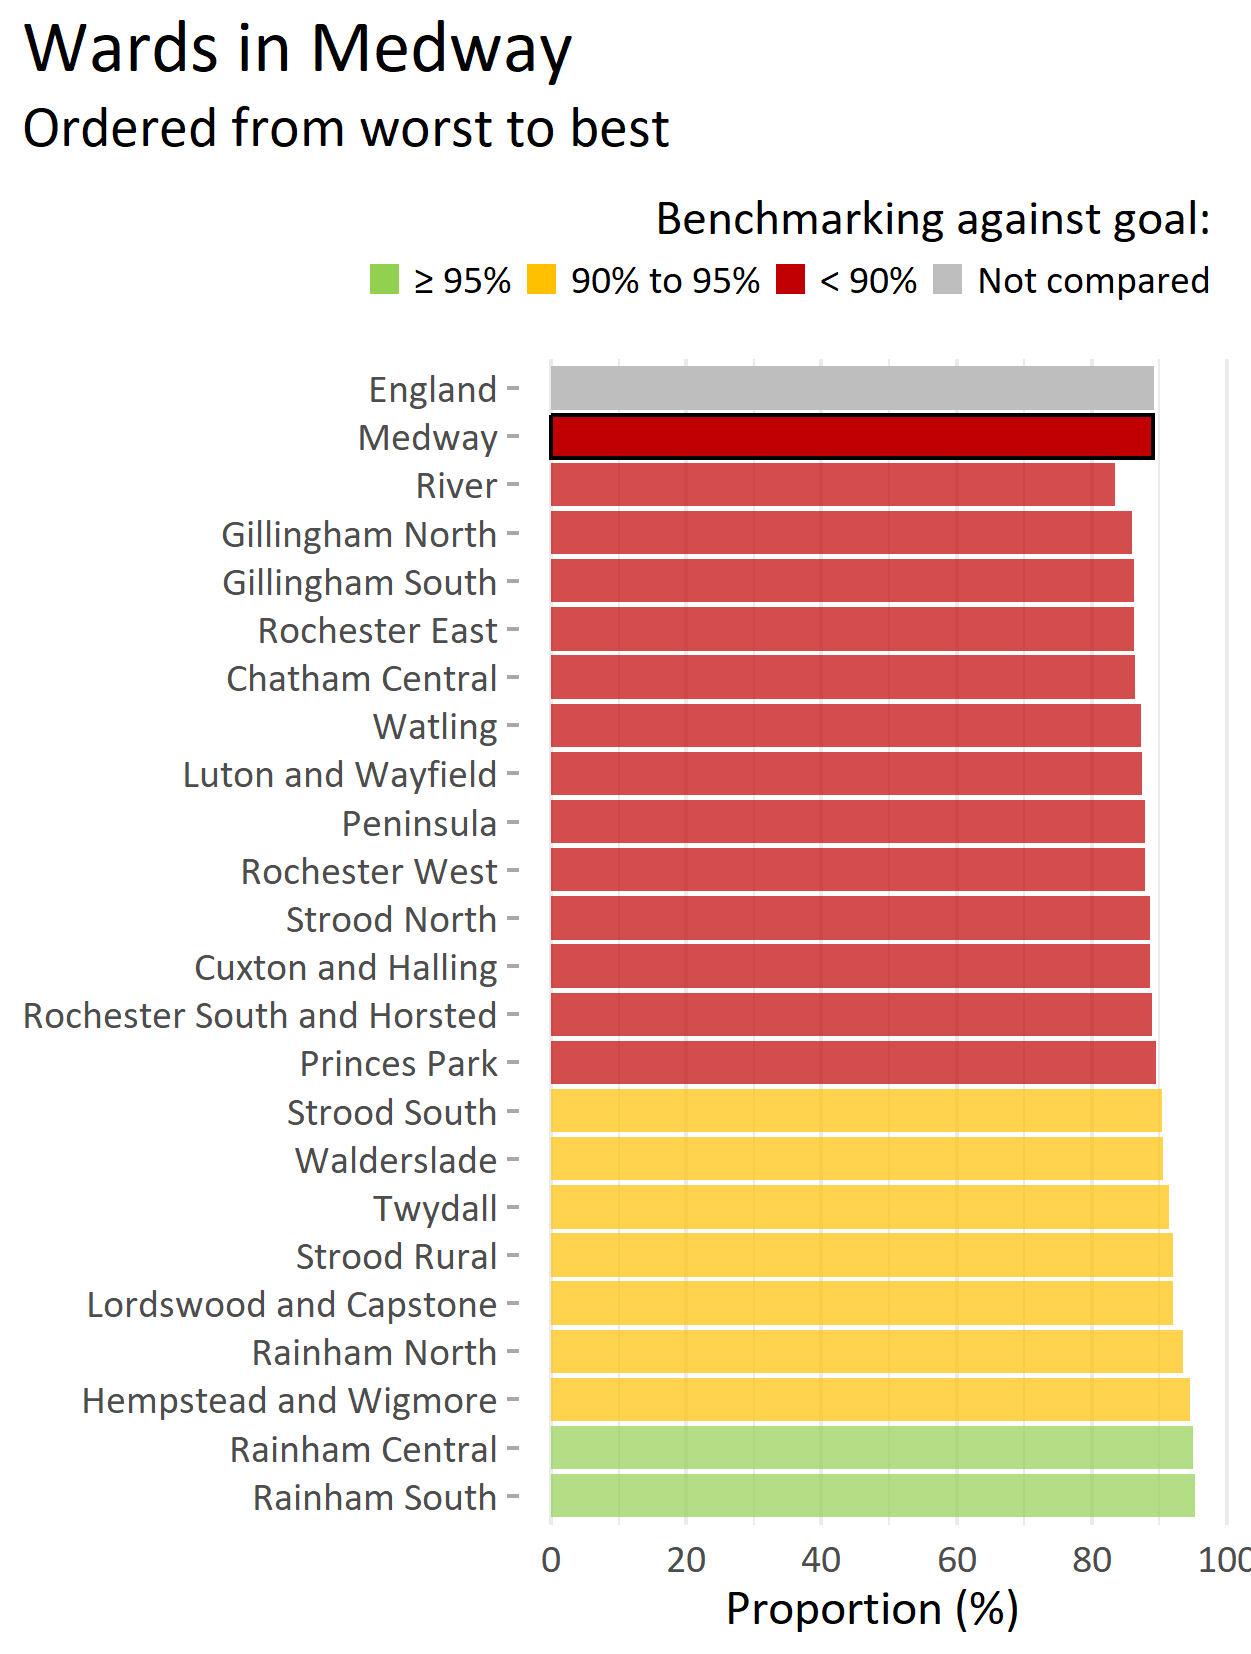 Wards in Medway
Ordered from worst to best
Benchmarking against goal:
≥ 95% 90% to 95% < 90% Not compared
England
Medway
River
Gillingham North
Gillingham South
Rochester East
Chatham Central
Watling
Luton and Wayfield
Peninsula
Rochester West
Strood North
Cuxton and Halling
Rochester South and Horsted
Princes Park
Strood South
Walderslade
Twydall
Strood Rural
Lordswood and Capstone
Rainham North
Hempstead and Wigmore
Rainham Central
Rainham South
0 20 40 60 80 100
Proportion (%)